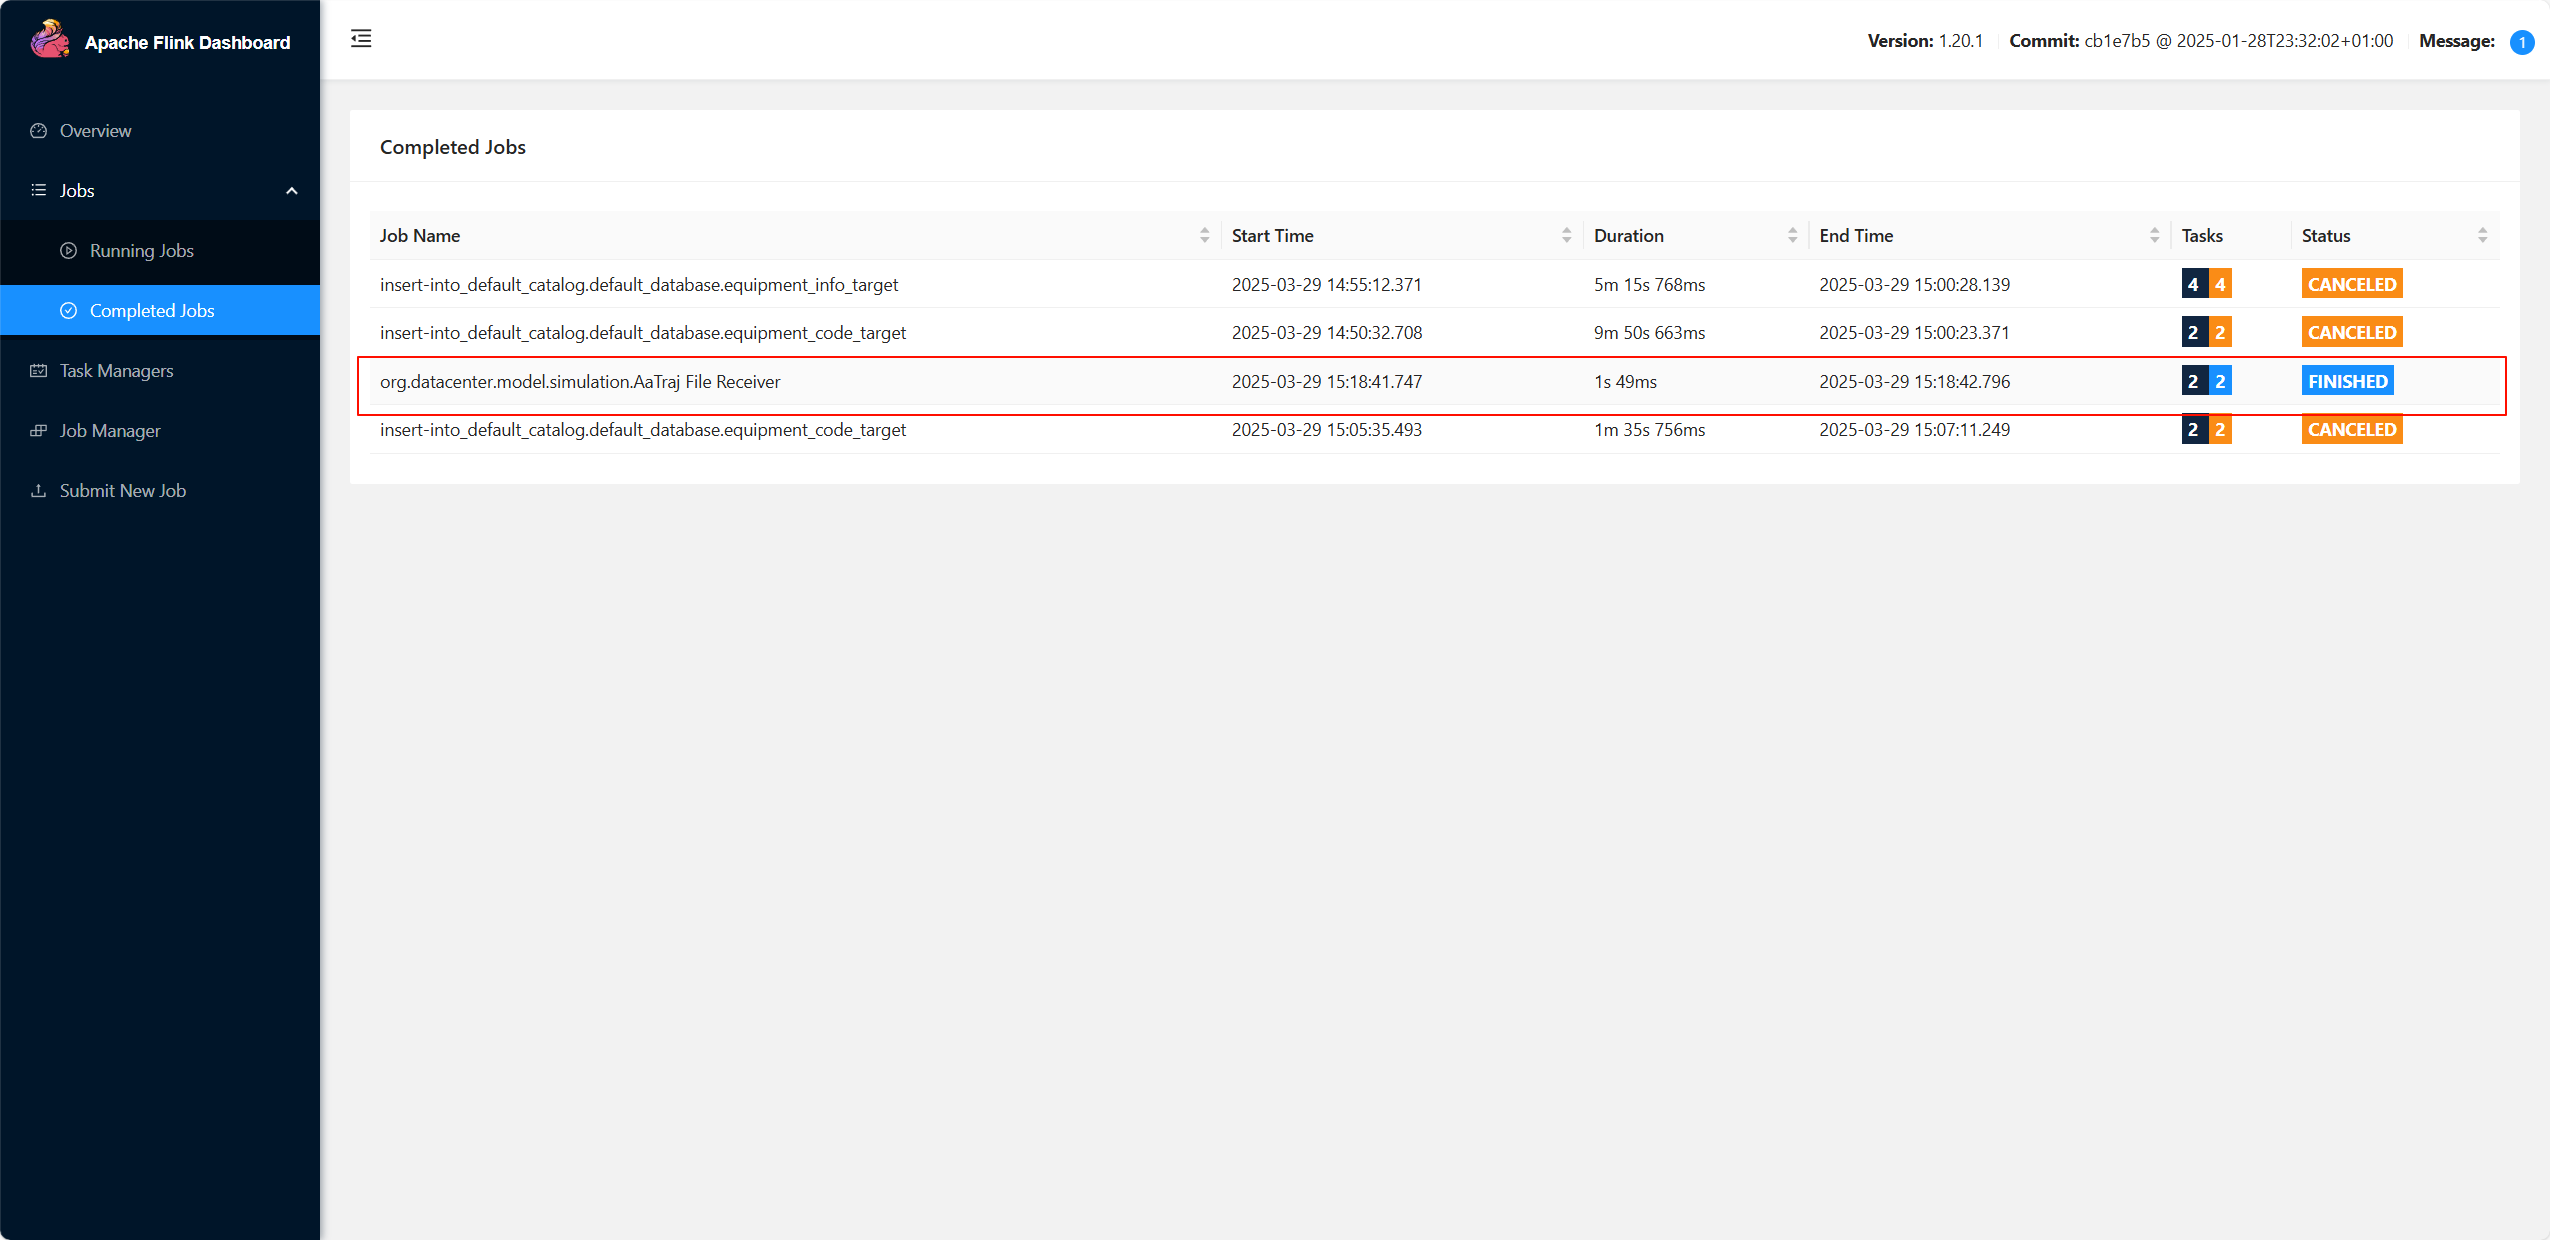 Apache Flink Dashboard
Version: 1.20.1 Commit: cb1e7b5 @ 2025-01-28T23:32:02+01:00 Message: 1
Overview
Jobs
Running Jobs
Completed Jobs
Task Managers
Job Manager
Submit New Job
Completed Jobs
Job Name Start Time Duration End Time Tasks Status
insert-into_default_catalog.default_database.equipment_info_target 2025-03-29 14:55:12.371 5m 15s 768ms 2025-03-29 15:00:28.139 4 4 CANCELED
insert-into_default_catalog.default_database.equipment_code_target 2025-03-29 14:50:32.708 9m 50s 663ms 2025-03-29 15:00:23.371 2 2 CANCELED
org.datacenter.model.simulation.AaTraj File Receiver 2025-03-29 15:18:41.747 1s 49ms 2025-03-29 15:18:42.796 2 2 FINISHED
insert-into_default_catalog.default_database.equipment_code_target 2025-03-29 15:05:35.493 1m 35s 756ms 2025-03-29 15:07:11.249 2 2 CANCELED